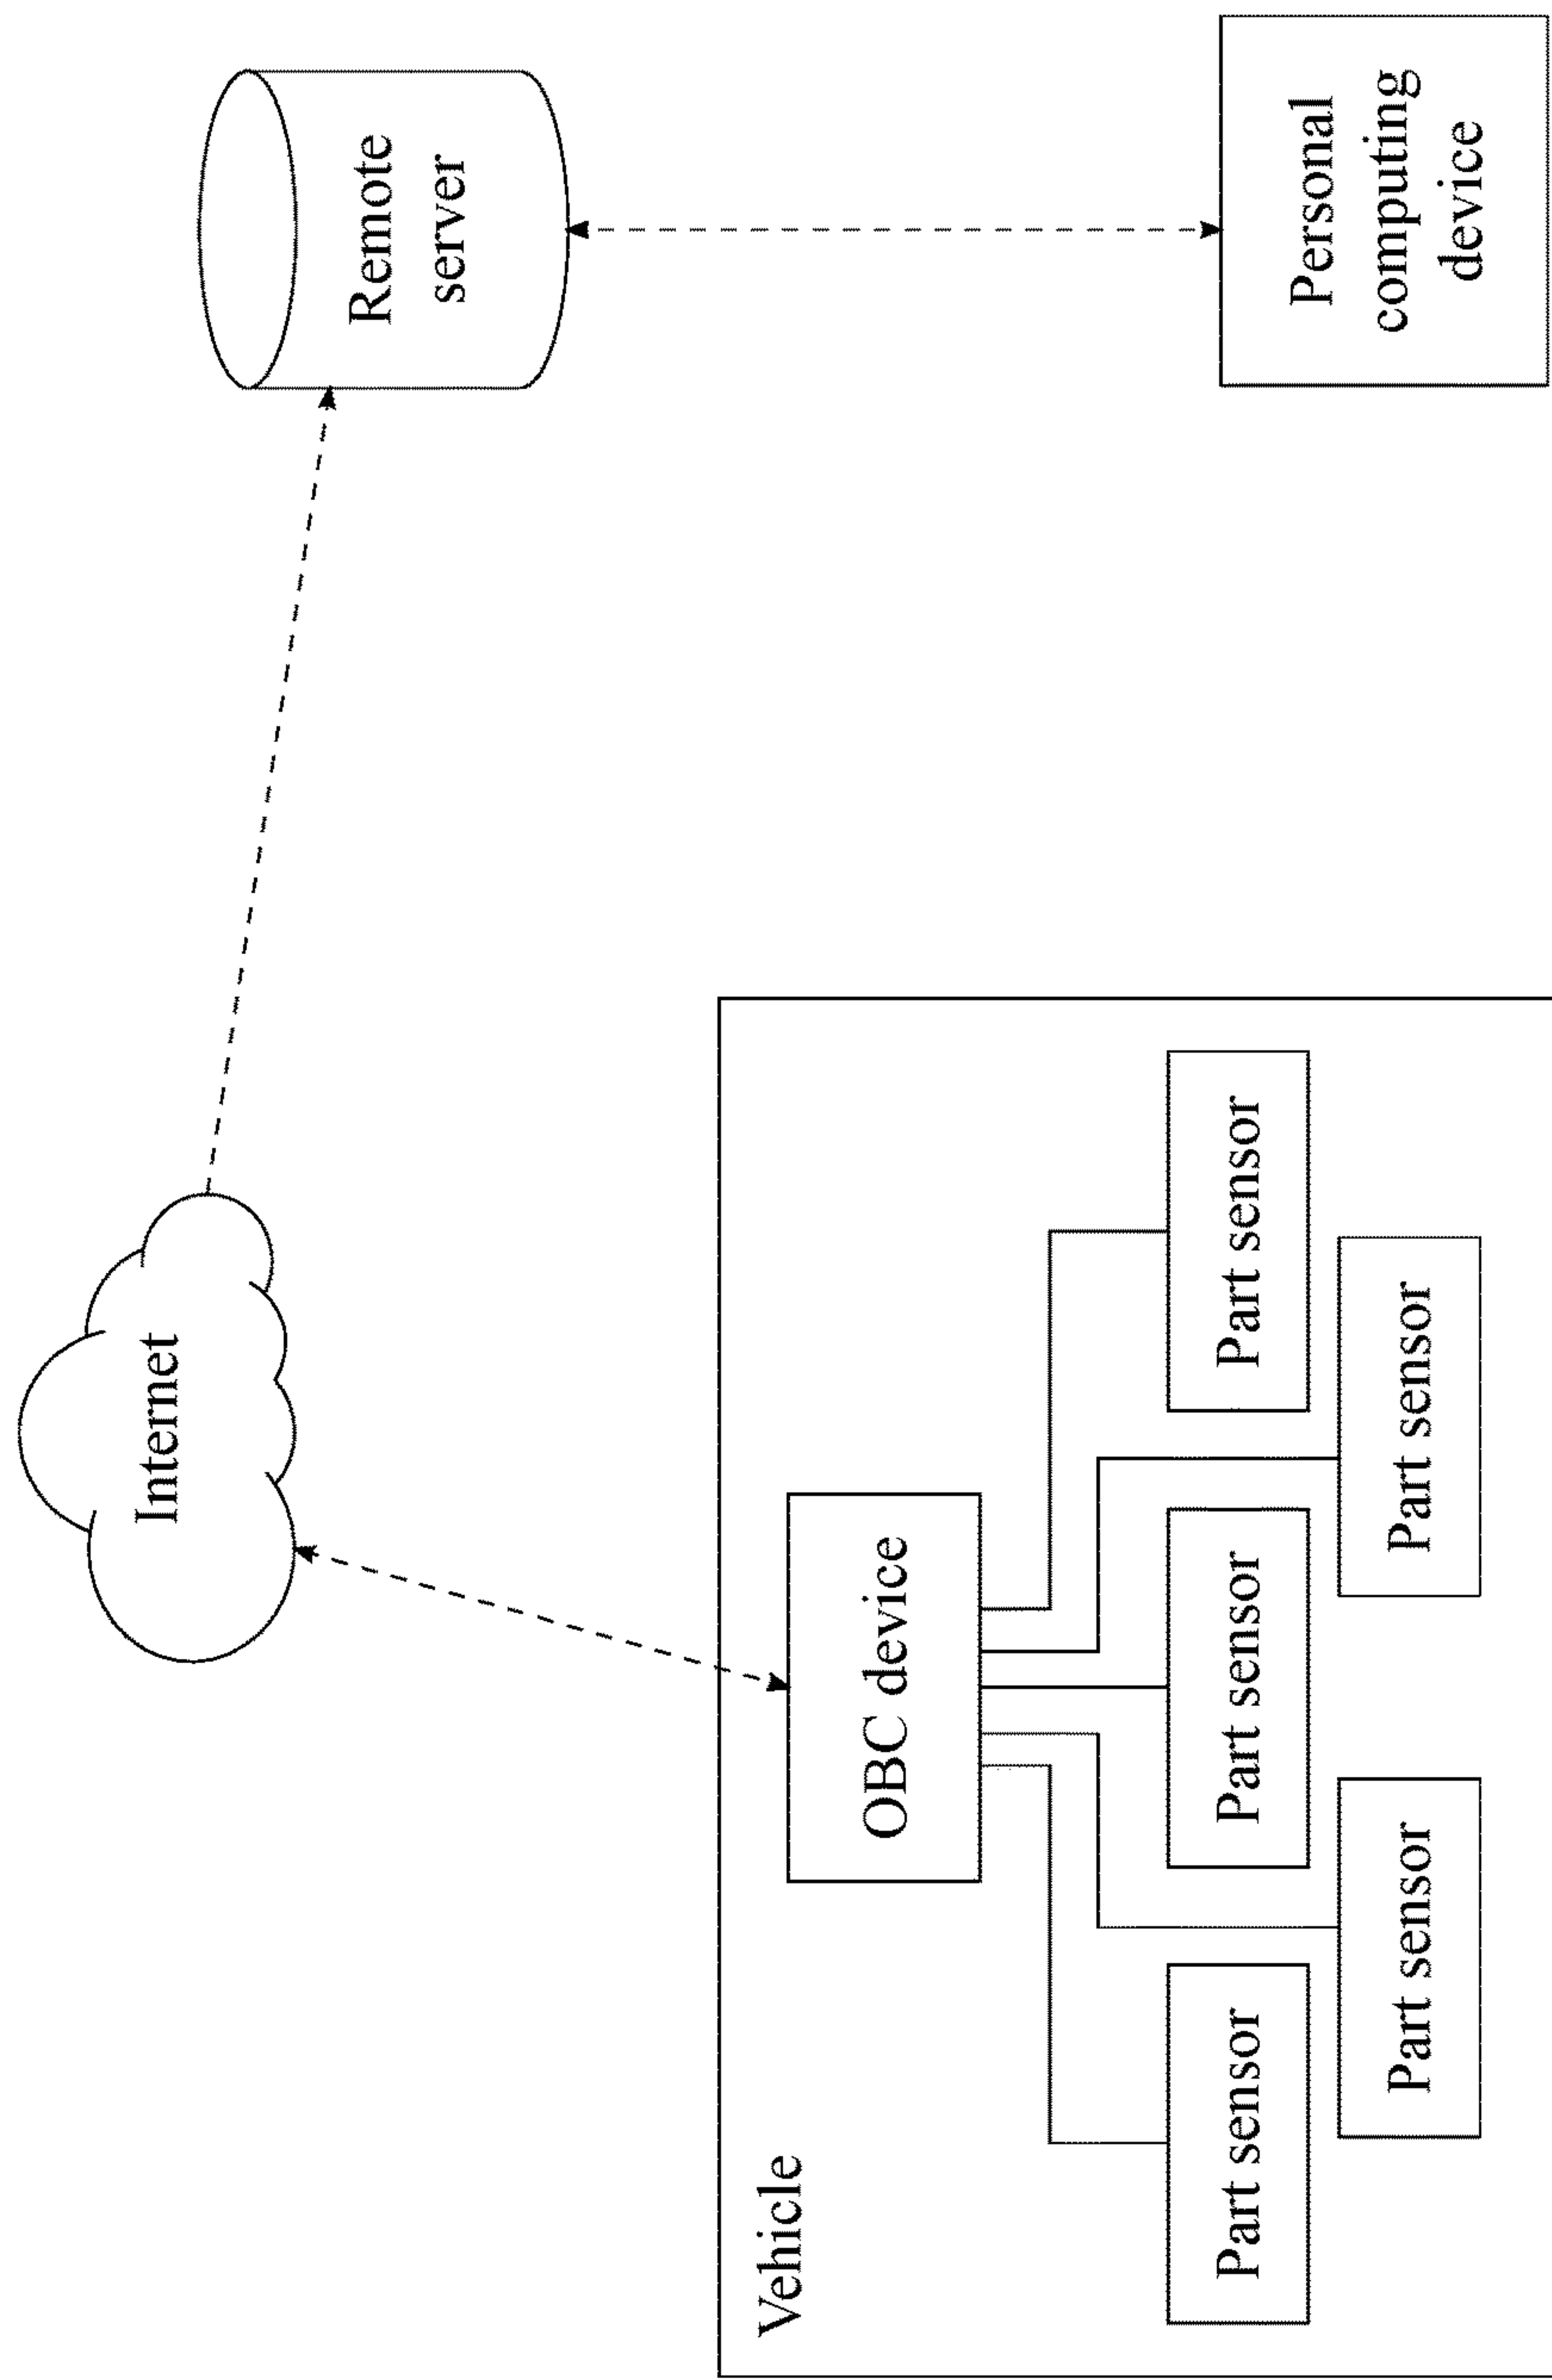 Internet
Remote
server
Vehicle
OBC device
Part sensor
Part sensor
Part sensor
Part sensor
Part sensor
Personal
computing
device